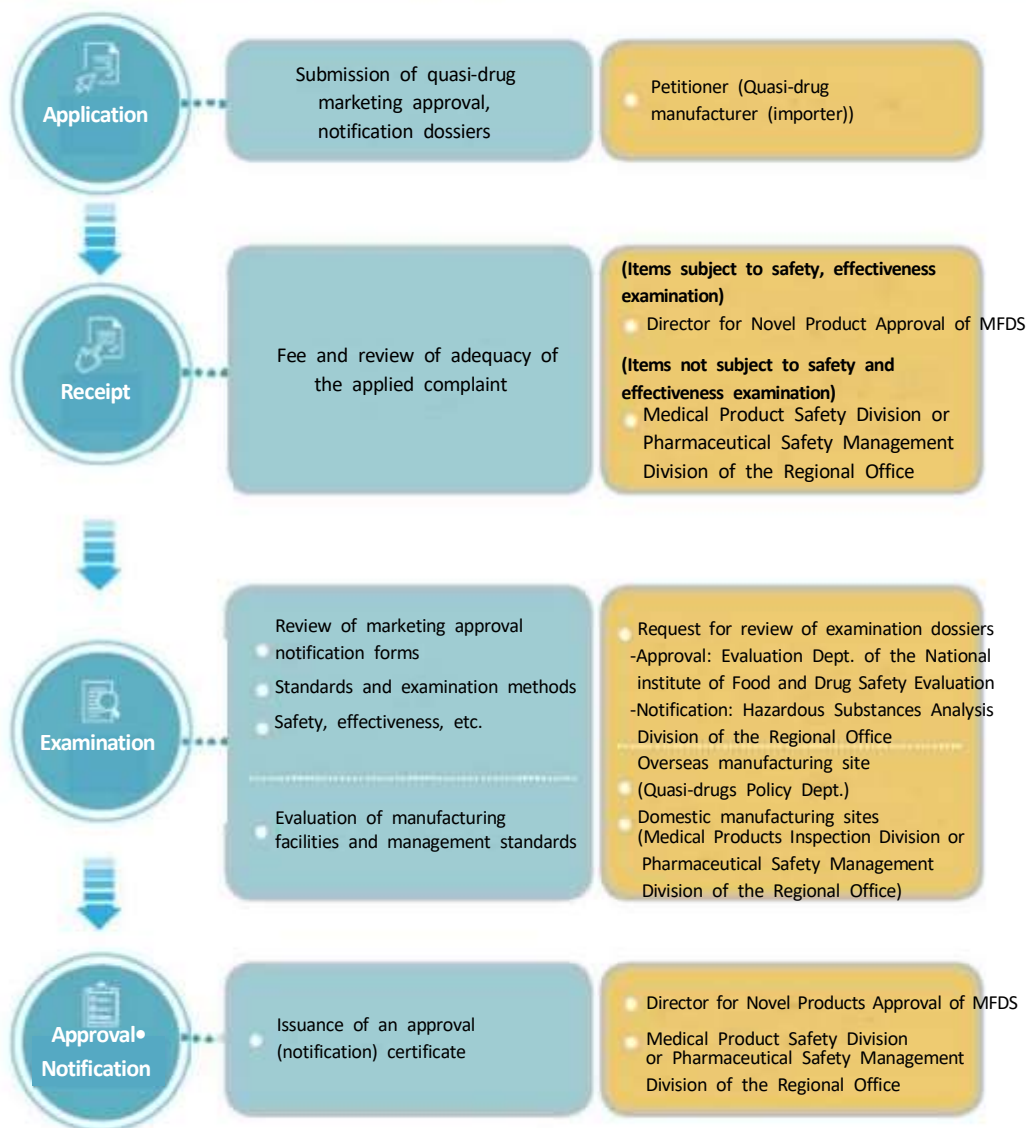 Application
Submission of quasi-drug
marketing approval,
notification dossiers
Petitioner (Quasi-drug
manufacturer (importer))
Receipt
Fee and review of adequacy of
the applied complaint
(Items subject to safety, effectiveness
examination)
Director for Novel Product Approval of MFDS
(Items not subject to safety and
effectiveness examination)
Medical Product Safety Division or
Pharmaceutical Safety Management
Division of the Regional Office
Examination
Review of marketing approval
notification forms
Standards and examination methods
Safety, effectiveness, etc.
Evaluation of manufacturing
facilities and management standards
Request for review of examination dossiers
-Approval: Evaluation Dept. of the National
institute of Food and Drug Safety Evaluation
-Notification: Hazardous Substances Analysis
Division of the Regional Office
Overseas manufacturing site
(Quasi-drugs Policy Dept.)
Domestic manufacturing sites
(Medical Products Inspection Division or
Pharmaceutical Safety Management
Division of the Regional Office)
Approval•
Notification
Issuance of an approval
(notification) certificate
Director for Novel Products Approval of MFDS
Medical Product Safety Division
or Pharmaceutical Safety Management
Division of the Regional Office